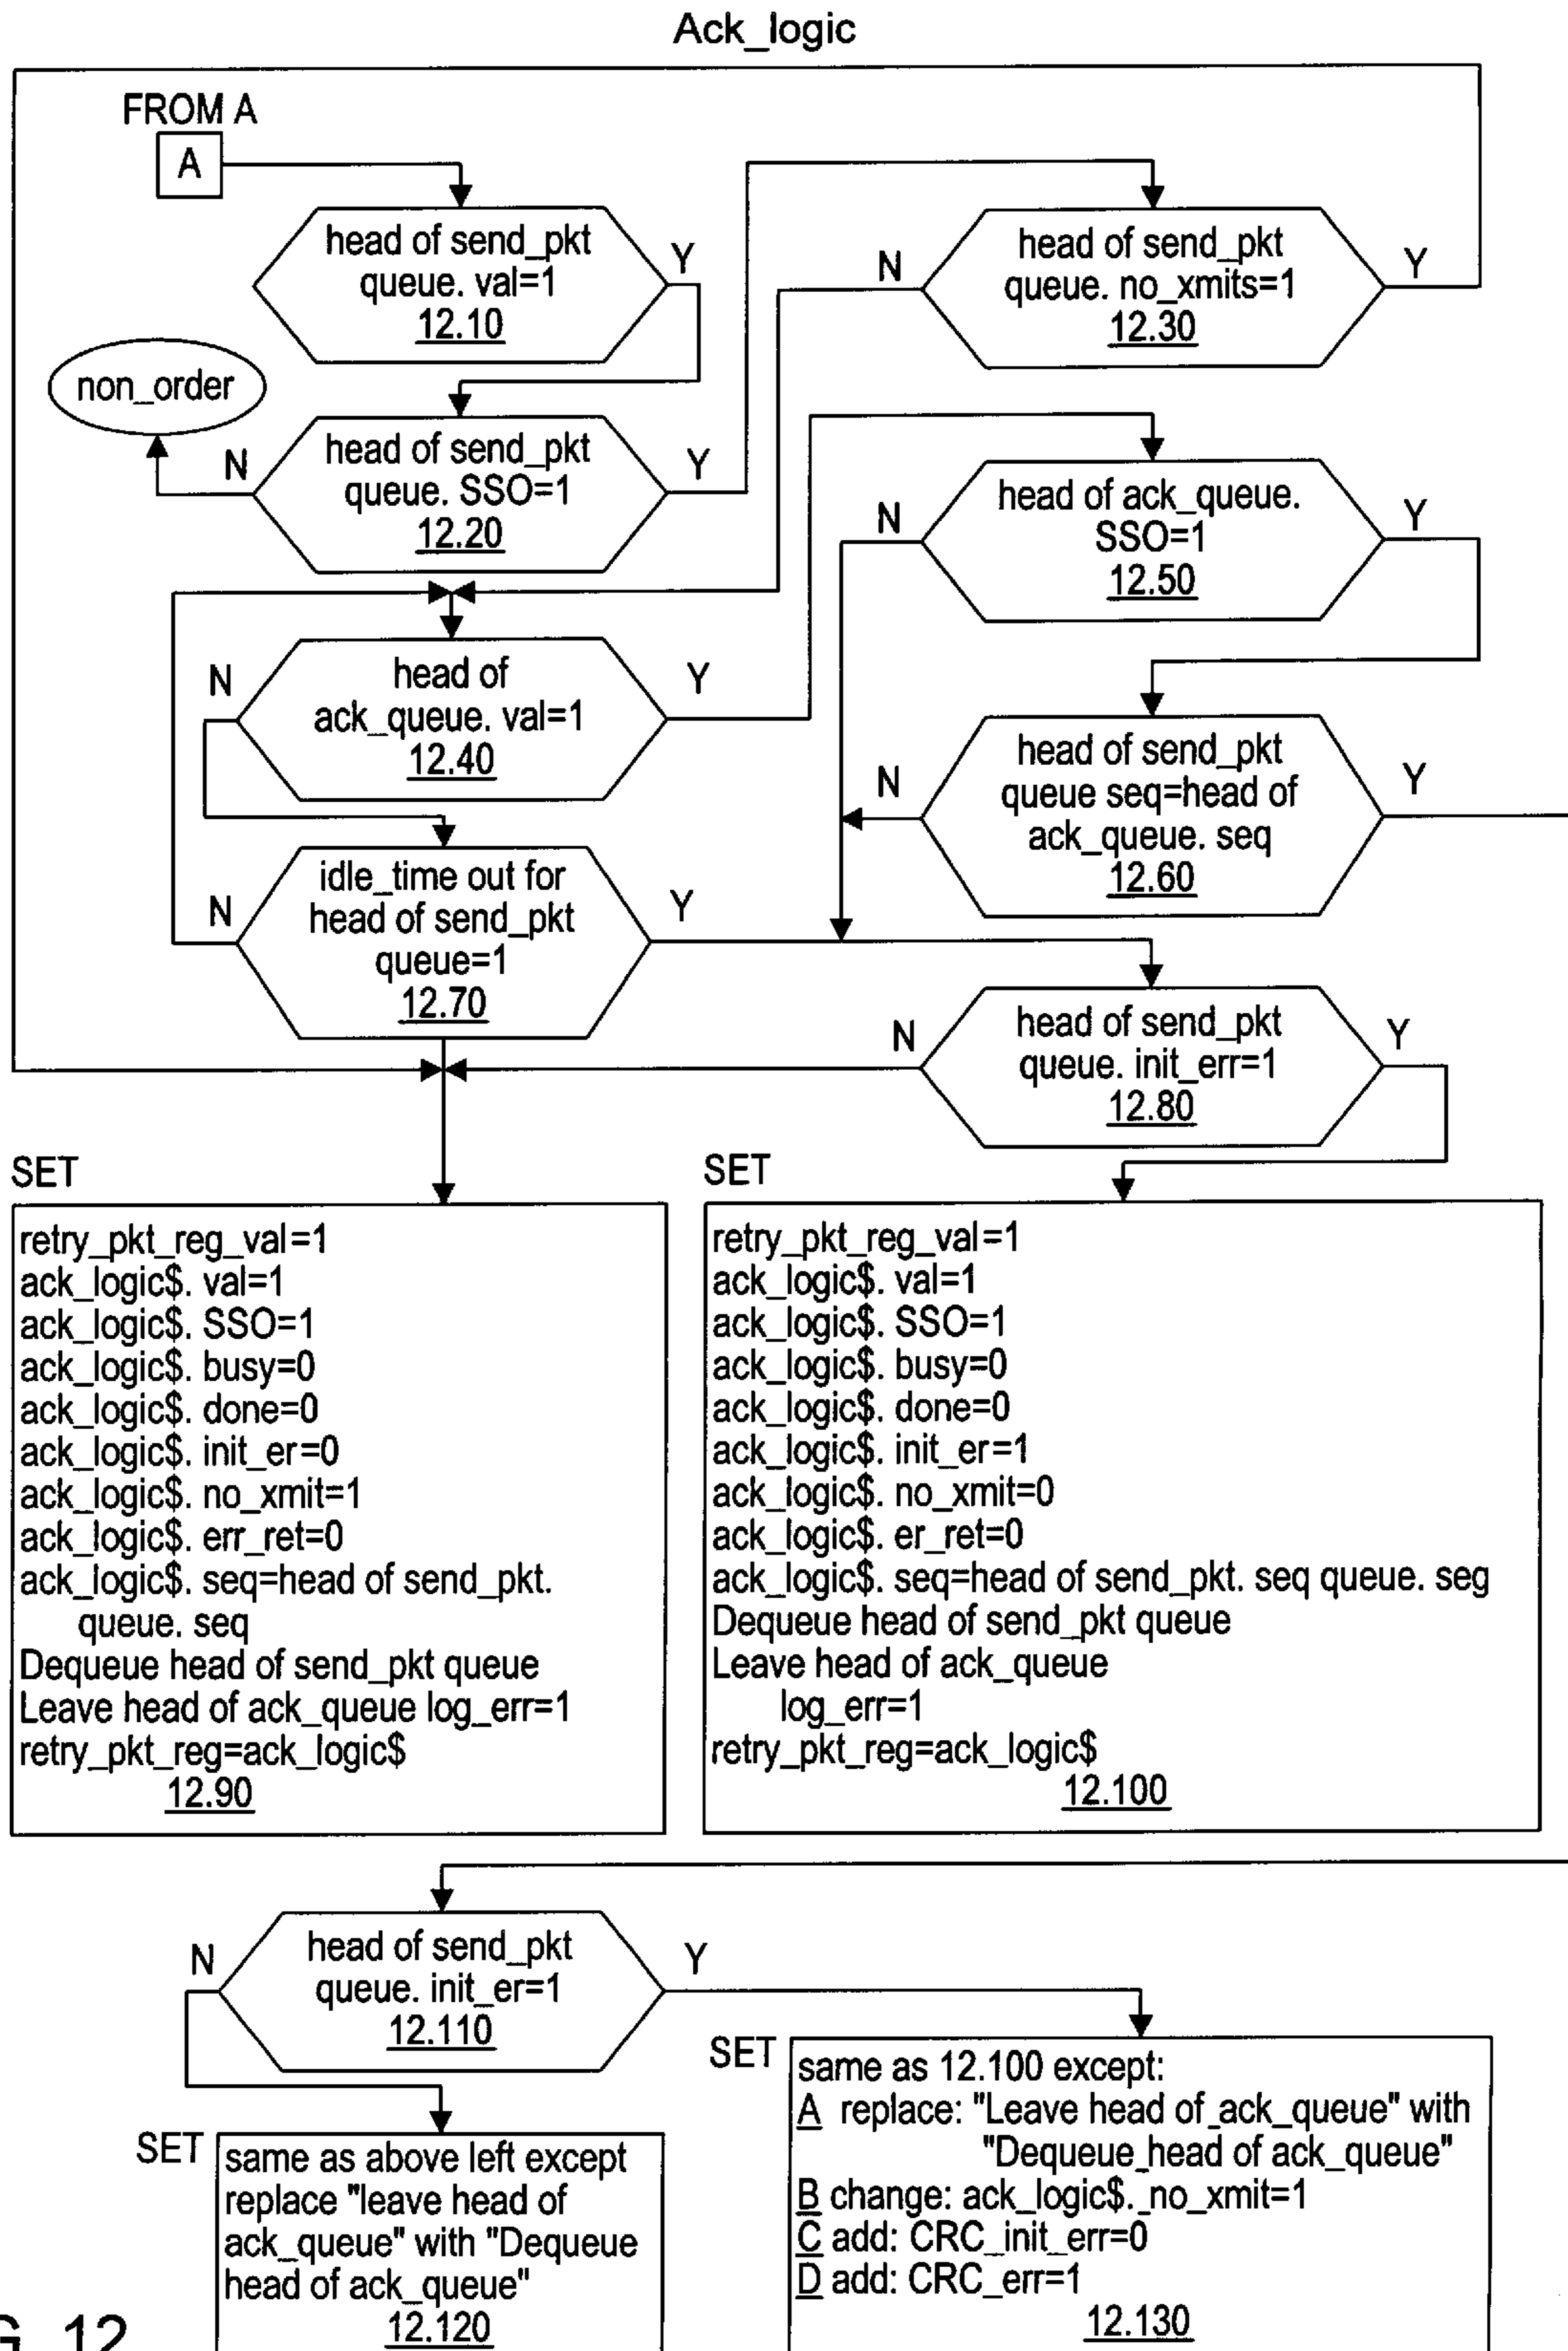 Ack_logic
FROM A
A
head of send_pkt
queue. val=1
12.10
Y
head of send_pkt
queue. no_xmits=1
12.30
N
Y
non_order
head of send_pkt
queue. SSO=1
12.20
N
Y
head of ack_queue.
SSO=1
12.50
N
Y
head of
ack_queue. val=1
12.40
N
Y
head of send_pkt
queue seq=head of
ack_queue. seq
12.60
N
Y
idle_time out for
head of send_pkt
queue=1
12.70
N
Y
head of send_pkt
queue. init_err=1
12.80
N
Y
SET
retry_pkt_reg_val=1
ack_logic$. val=1
ack_logic$. SSO=1
ack_logic$. busy=0
ack_logic$. done=0
ack_logic$. init_er=0
ack_logic$. no_xmit=1
ack_logic$. err_ret=0
ack_logic$. seq=head of send_pkt.
queue. seq
Dequeue head of send_pkt queue
Leave head of ack_queue log_err=1
retry_pkt_reg=ack_logic$
12.90
SET
retry_pkt_reg_val=1
ack_logic$. val=1
ack_logic$. SSO=1
ack_logic$. busy=0
ack_logic$. done=0
ack_logic$. init_er=1
ack_logic$. no_xmit=0
ack_logic$. er_ret=0
ack_logic$. seq=head of send_pkt. seq queue. seg
Dequeue head of send_pkt queue
Leave head of ack_queue
log_err=1
retry_pkt_reg=ack_logic$
12.100
head of send_pkt
queue. init_er=1
12.110
N
Y
SET
same as above left except
replace "leave head of
ack_queue" with "Dequeue
head of ack_queue"
12.120
SET
same as 12.100 except:
A replace: "Leave head of_ack_queue" with
"Dequeue_head of ack_queue"
B change: ack_logic$._no_xmit=1
C add: CRC_init_err=0
D add: CRC_err=1
12.130
G. 12